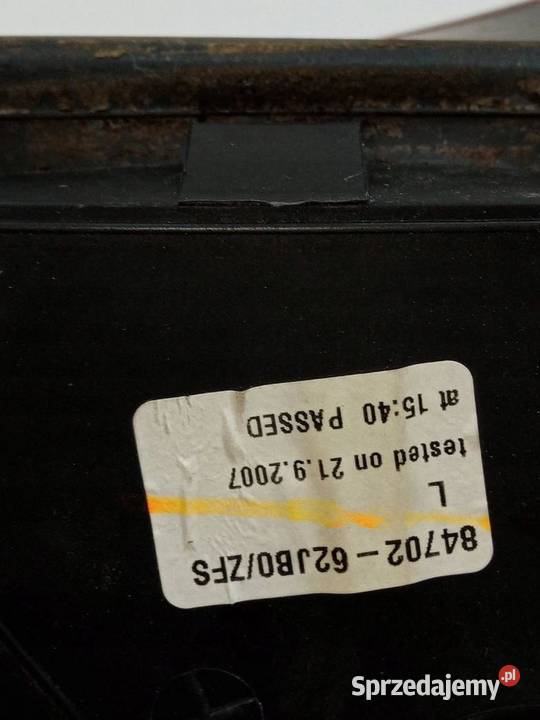 84702-62JB0/ZFS
L
tested on 21.9.2007
at 15:40 PASSED
Sprzedajemy.pl